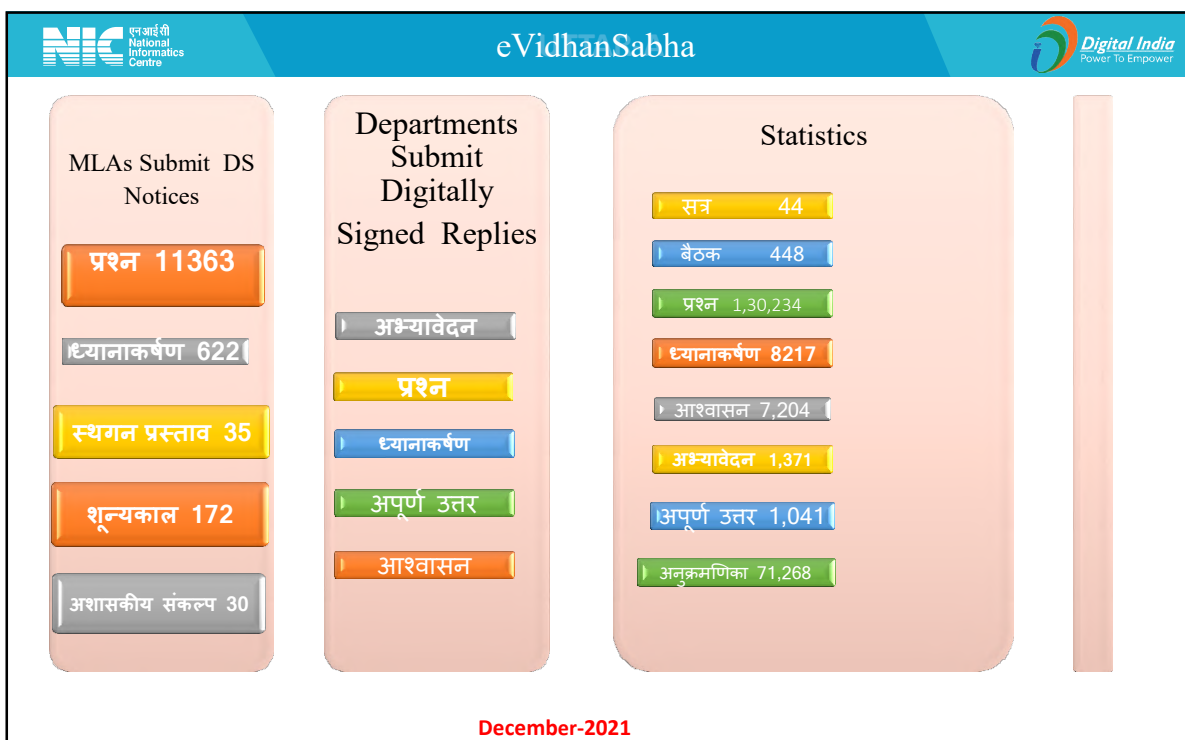 एनआईसी
National
Informatics
Centre
NIC
eVidhanSabha
Digital India
Power To Empower
MLAs Submit DS
Notices
प्रश्न 11363
ध्यानाकर्षण 622
स्थगन प्रस्ताव 35
शून्यकाल 172
अशासकीय संकल्प 30
Departments
Submit
Digitally
Signed Replies
अभ्यावेदन
प्रश्न
ध्यानाकर्षण
अपूर्ण उत्तर
आश्वासन
Statistics
सत्र 44
बैठक 448
प्रश्न 1,30,234
ध्यानाकर्षण 8217
आश्वासन 7,204
अभ्यावेदन 1,371
अपूर्ण उत्तर 1,041
अनुक्रमणिका 71,268
December-2021